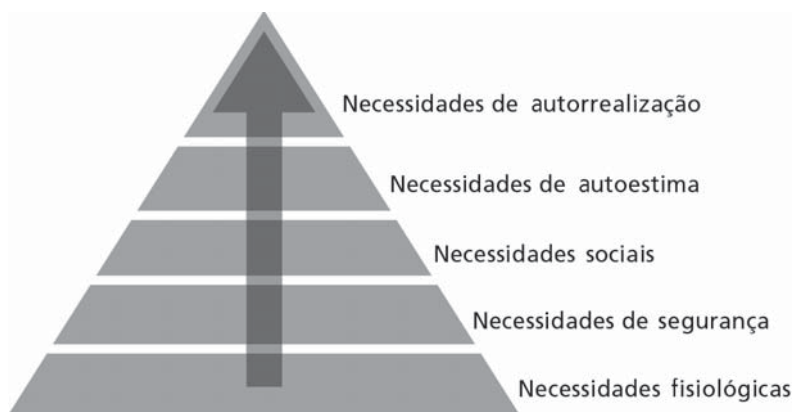 Necessidades de autorrealização
Necessidades de autoestima
Necessidades sociais
Necessidades de segurança
Necessidades fisiológicas